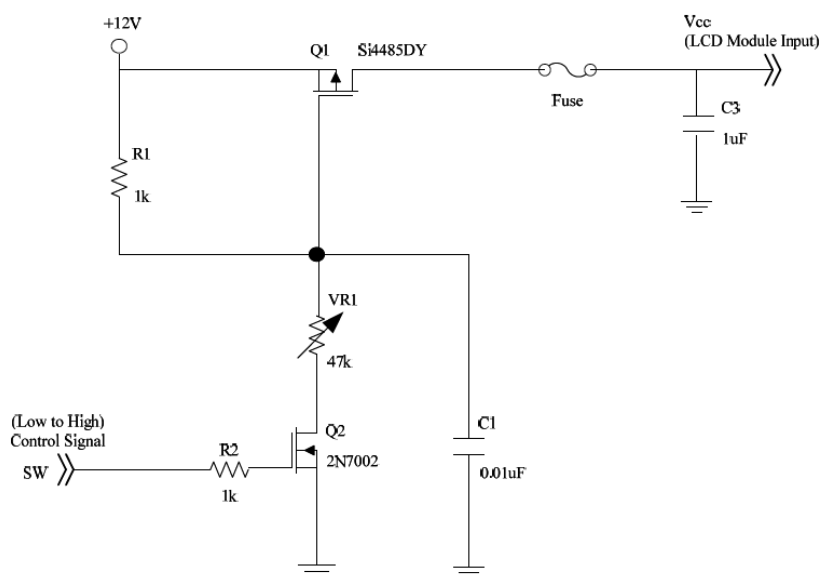 +12V
Q1
Si4485DY
Vcc
(LCD Module Input)
Fuse
C3
1uF
R1
1k
VR1
47k
(Low to High)
Control Signal
SW
R2
1k
Q2
2N7002
C1
0.01uF